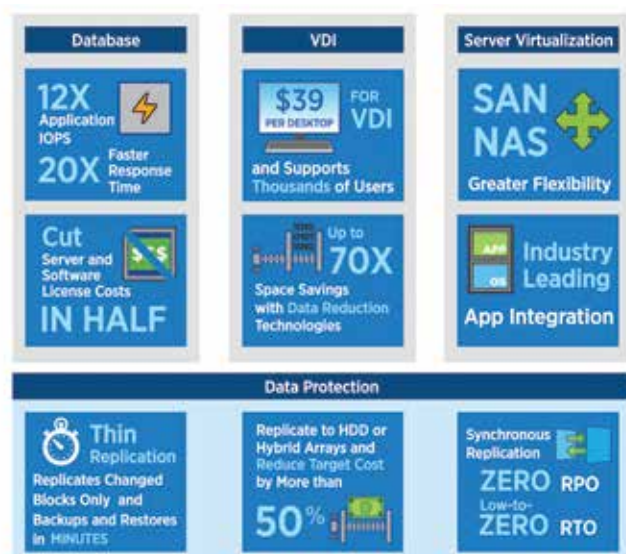 Database
12X
Application
IOPS
20X Faster
Response
Time
Cut
$$$
Server and
Software
License Costs
IN HALF
VDI
$39
PER DESKTOP
FOR
VDI
and Supports
Thousands of Users
Up to
70X
Space Savings
with Data Reduction
Technologies
Server Virtualization
SAN
NAS
Greater Flexibility
APP
OS
Industry
Leading
App Integration
Data Protection
Thin
Replication
Replicates Changed
Blocks Only and
Backups and Restores
in MINUTES
Replicate to HDD or
Hybrid Arrays and
Reduce Target Cost
by More than
50%
Synchronous
Replication
ZERO RPO
Low-to-
ZERO RTO